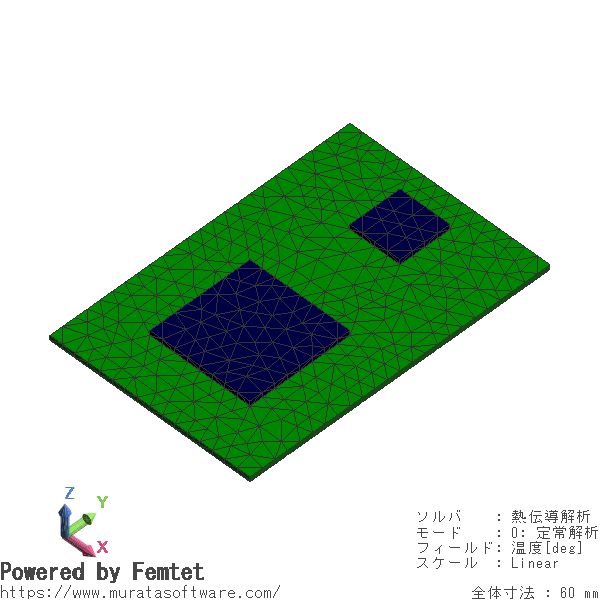 Z
Y
X
ソルバ : 熱伝導解析
モード : 0: 定常解析
フィールド: 温度[deg]
スケール : Linear
Powered by Femtet
https://www.muratasoftware.com/
全体寸法 : 60 mm